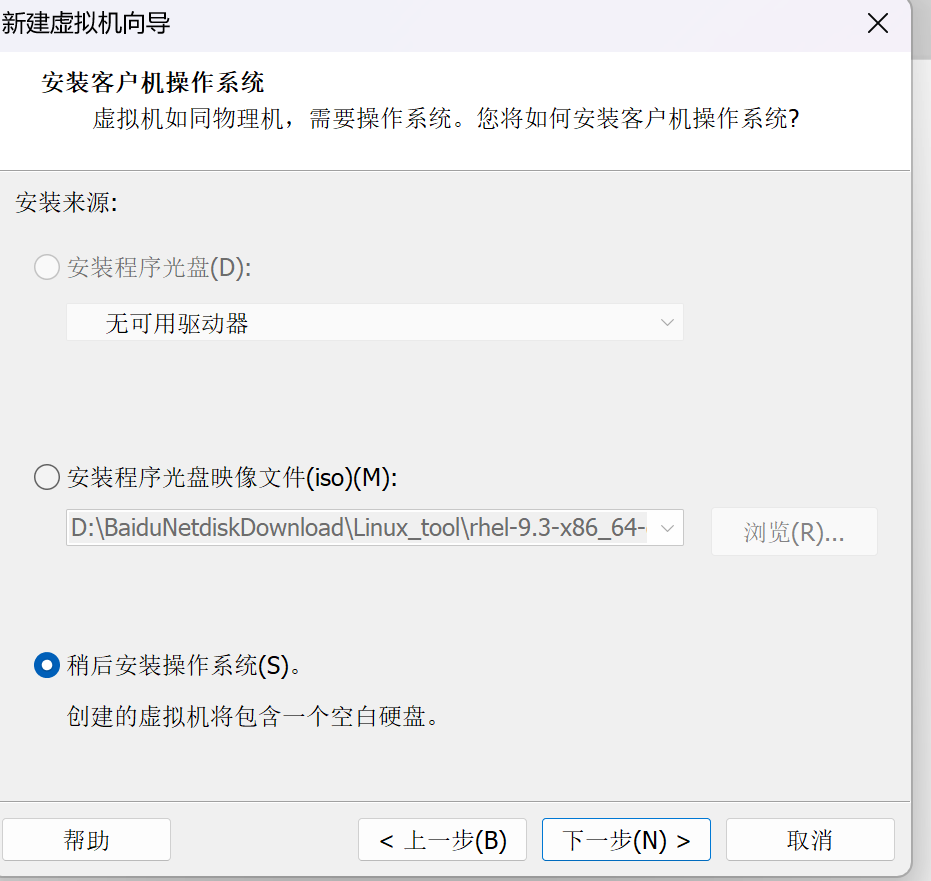 新建虚拟机向导
安装客户机操作系统
虚拟机如同物理机，需要操作系统。您将如何安装客户机操作系统?
安装来源:
安装程序光盘(D):
无可用驱动器
安装程序光盘映像文件(iso)(M):
D:\BaiduNetdiskDownload\Linux_tool\rhel-9.3-x86_64-
浏览(R)...
稍后安装操作系统(S)。
创建的虚拟机将包含一个空白硬盘。
帮助
< 上一步(B)
下一步(N) >
取消